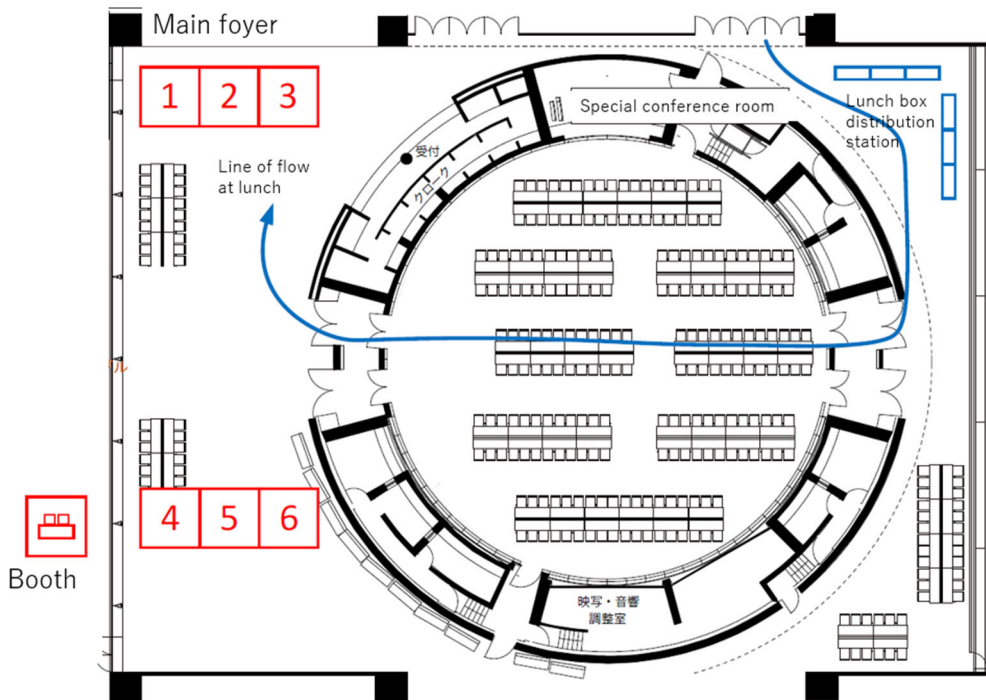 Main foyer
1 2 3
Special conference room
Lunch box
distribution
station
受付
クローク
Line of flow
at lunch
ル
4 5 6
Booth
映写・音響
調整室